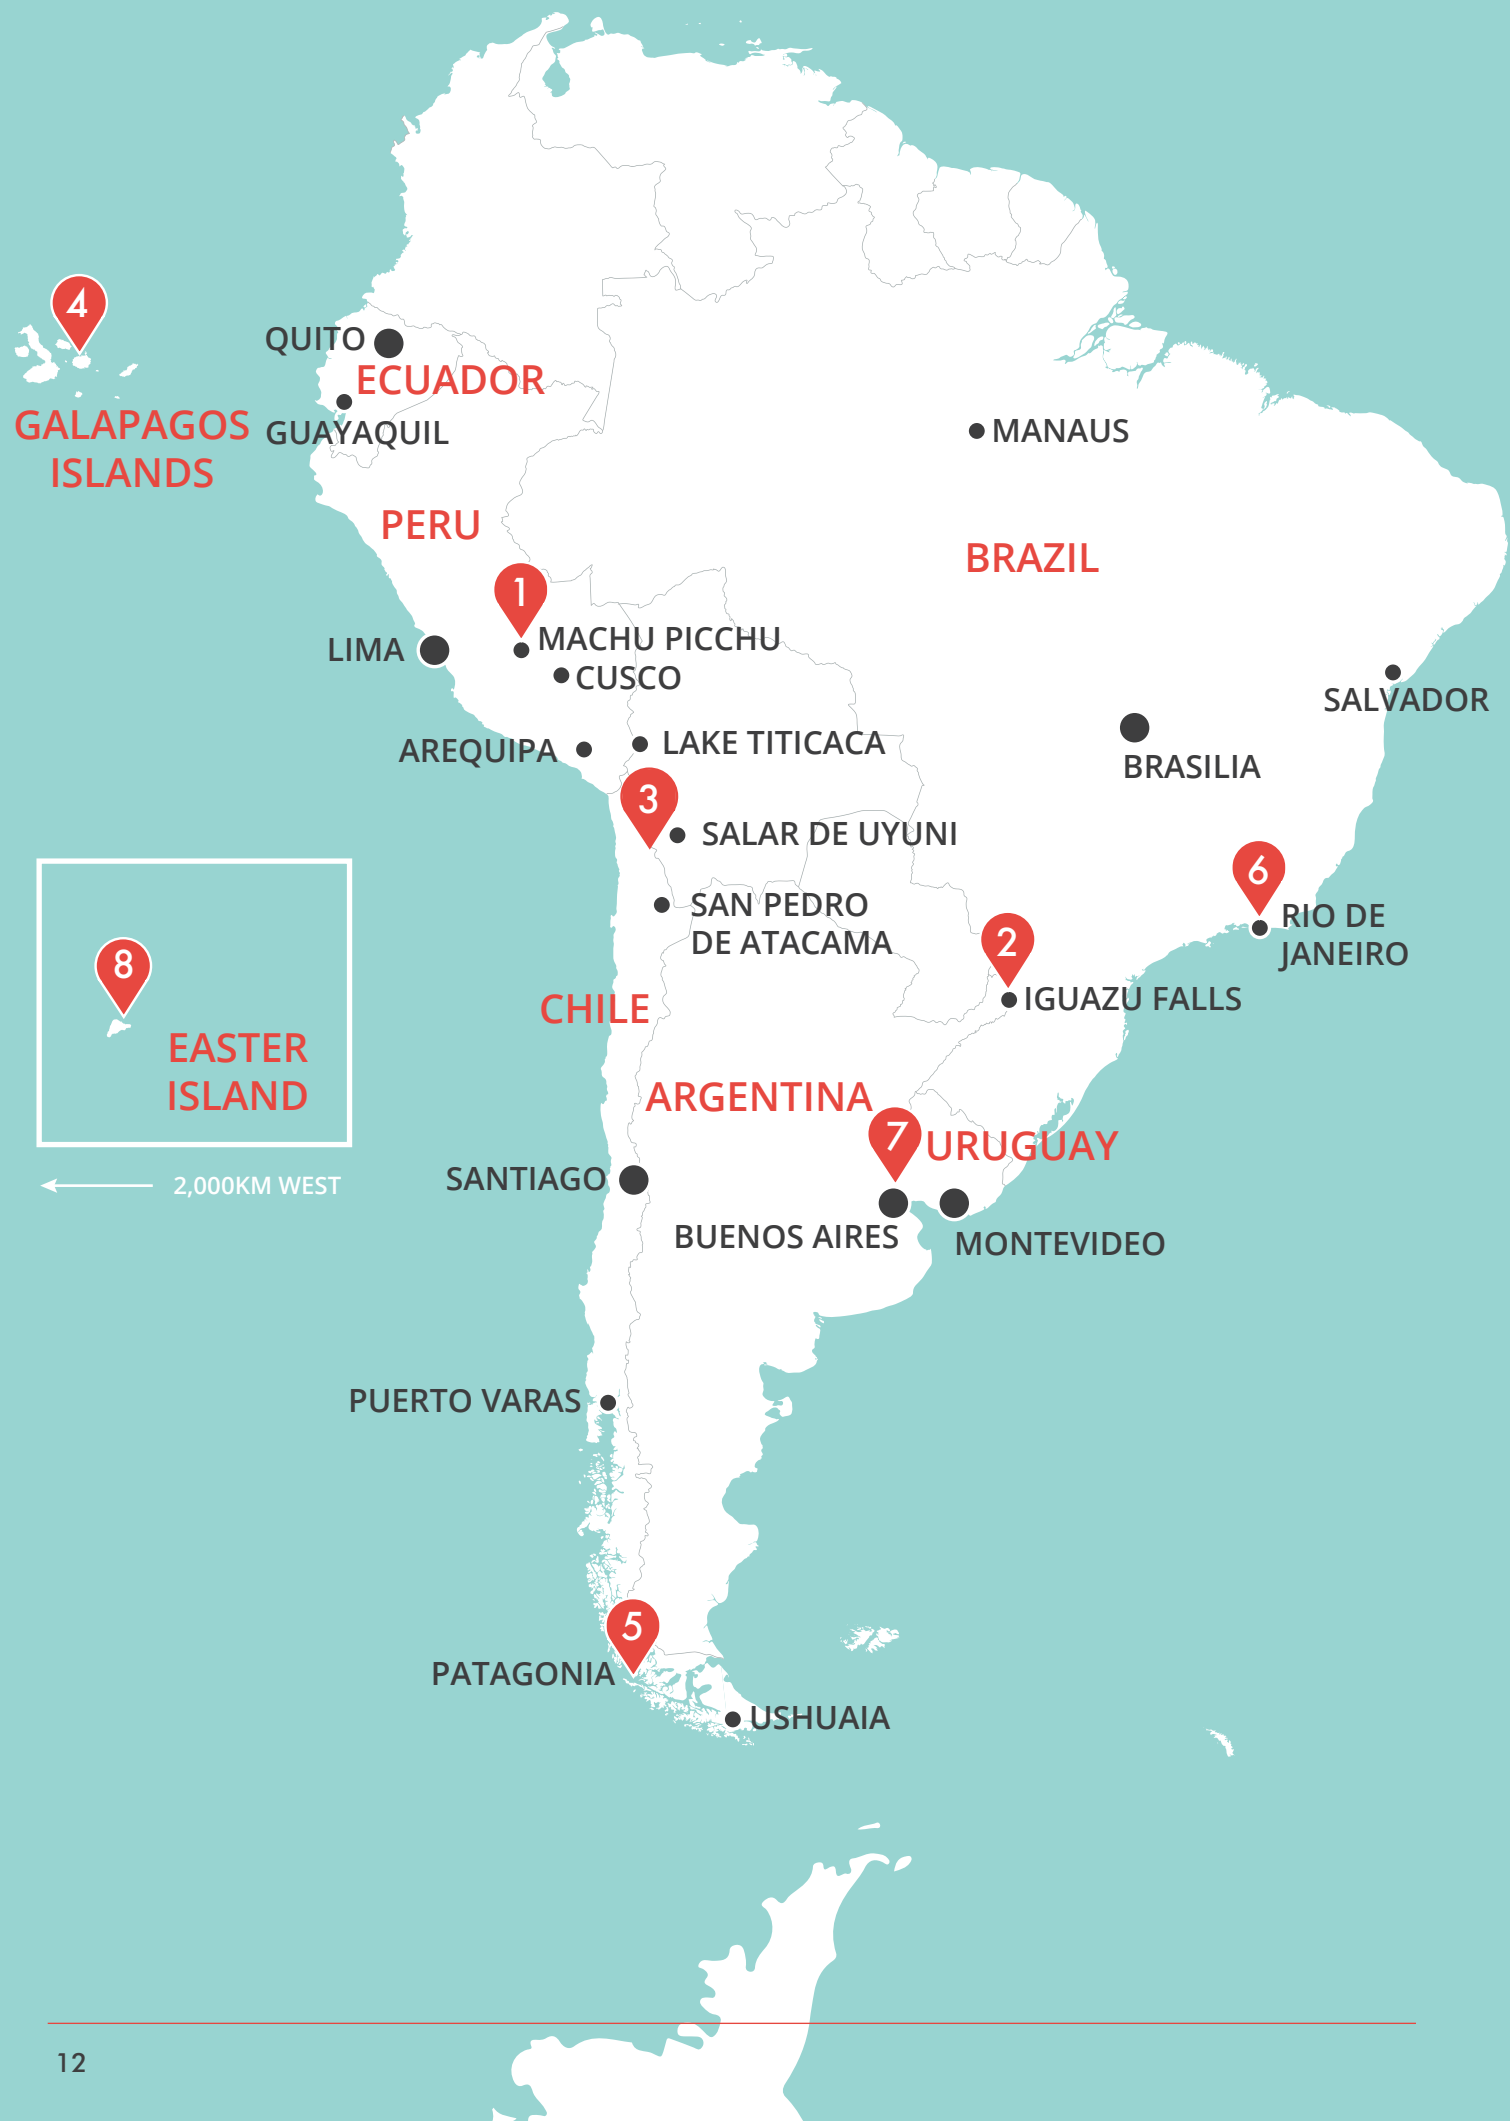 4
QUITO
ECUADOR
GALAPAGOS
ISLANDS
GUAYAQUIL
MANAUS
PERU
BRAZIL
1
LIMA
MACHU PICCHU
CUSCO
SALVADOR
AREQUIPA
LAKE TITICACA
BRASILIA
3
SALAR DE UYUNI
6
SAN PEDRO
DE ATACAMA
RIO DE
JANEIRO
2
IGUAZU FALLS
8
CHILE
EASTER
ISLAND
ARGENTINA
7
URUGUAY
2,000KM WEST
SANTIAGO
BUENOS AIRES
MONTEVIDEO
PUERTO VARAS
5
PATAGONIA
USHUAIA
12